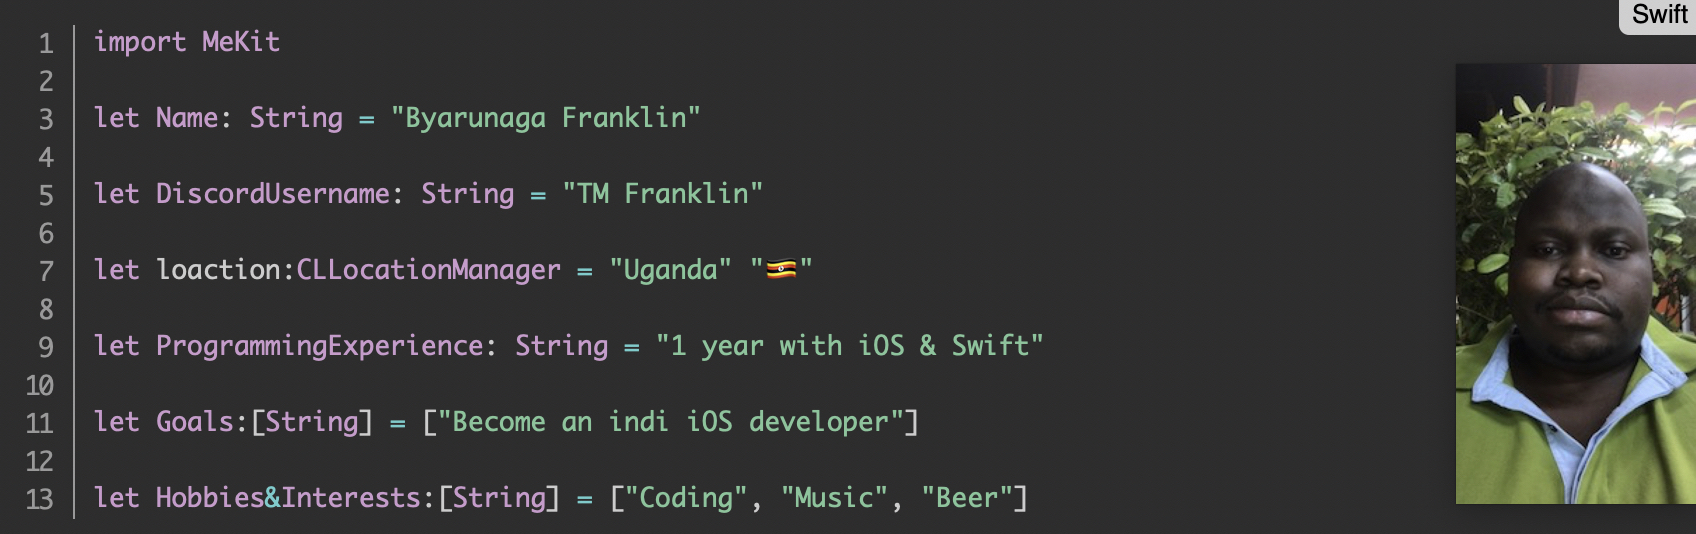 Swift
1 import MeKit
2
3 let Name: String = "Byarunaga Franklin"
4
5 let DiscordUsername: String = "TM Franklin"
6
7 let loaction:CLLocationManager = "Uganda" "🇺🇬"
8
9 let ProgrammingExperience: String = "1 year with iOS & Swift"
10
11 let Goals:[String] = ["Become an indi iOS developer"]
12
13 let Hobbies&Interests:[String] = ["Coding", "Music", "Beer"]